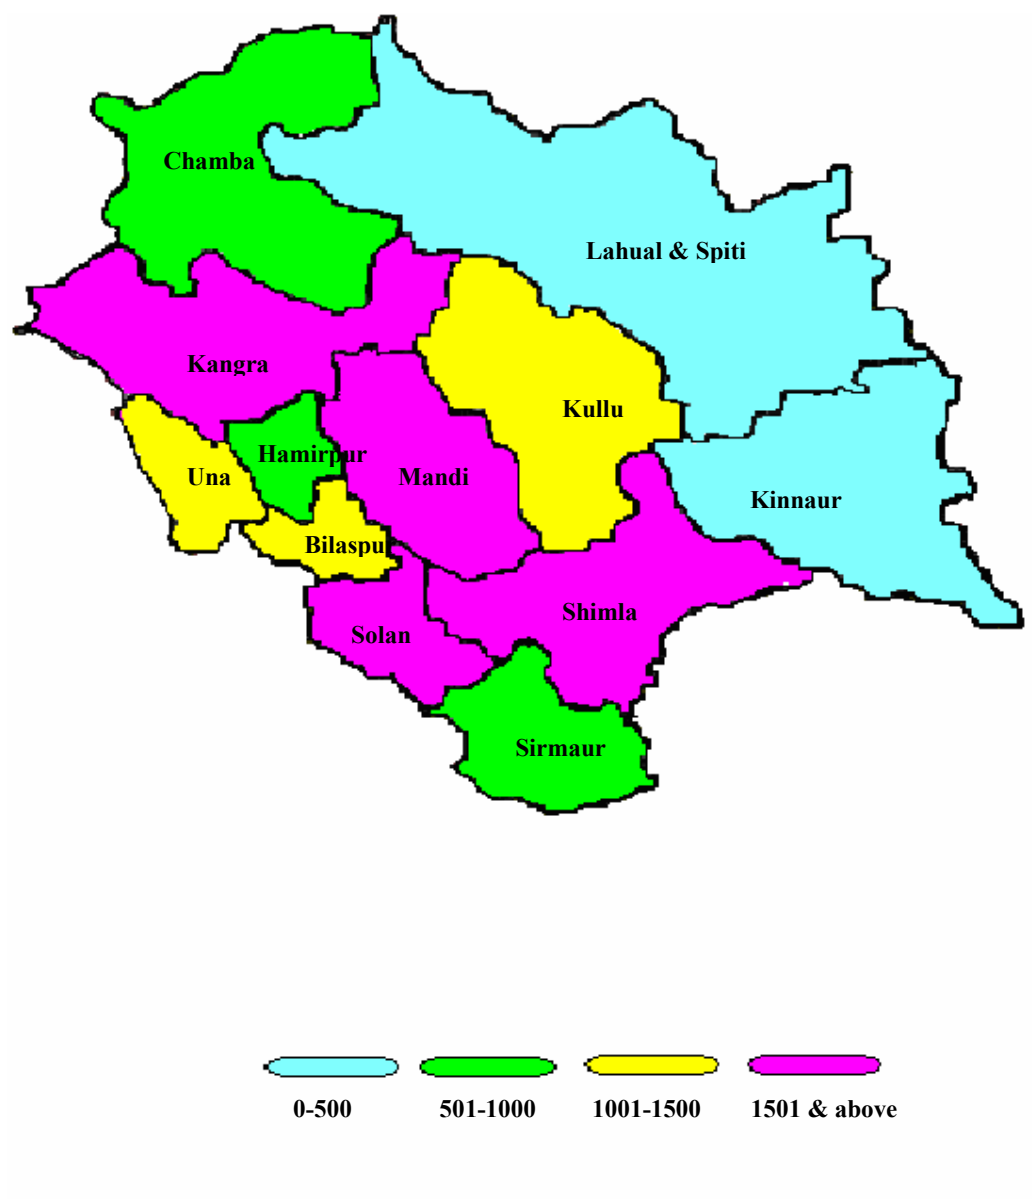 Chamba
Lahual & Spiti
Kangra
Kullu
Hamirpur
Una
Mandi
Kinnaur
Bilaspu
Shimla
Solan
Sirmaur
0-500
501-1000
1001-1500
1501 & above